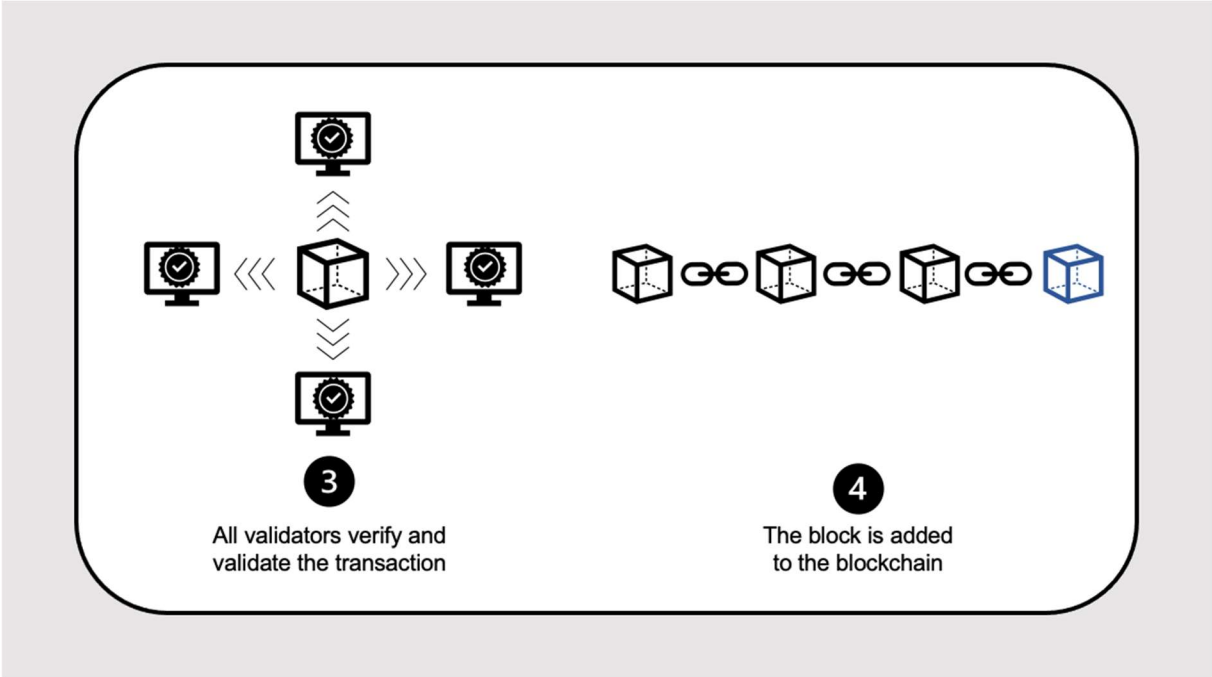 3
All validators verify and
validate the transaction
4
The block is added
to the blockchain